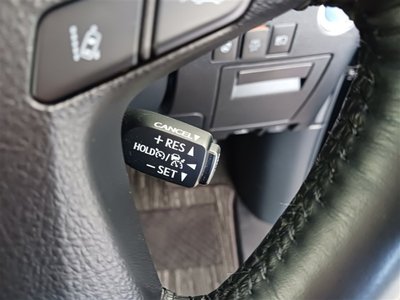 CANCEL▼
+ RES▲
HOLD/
− SET▼